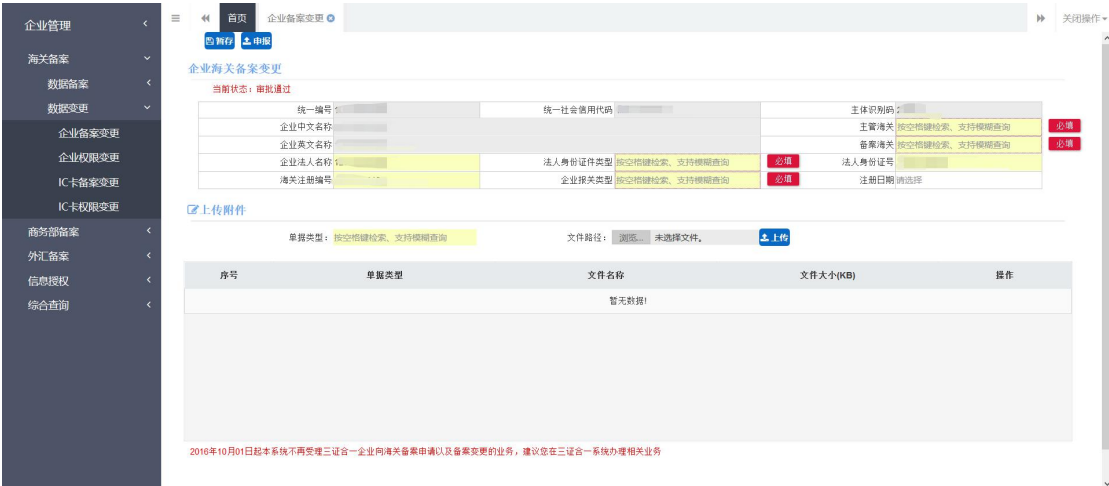 企业管理
首页 企业备案变更 关闭操作
暂存 申报
海关备案
企业海关备案变更
数据备案
当前状态：审批通过
数据变更
统一编号 统一社会信用代码 主体识别码
企业备案变更
企业中文名称 主管海关 按空格键检索、支持模糊查询 必填
企业英文名称 备案海关 按空格键检索、支持模糊查询 必填
企业权限变更
企业法人名称 法人身份证件类型 按空格键检索、支持模糊查询 必填 法人身份证号
IC卡备案变更
海关注册编号 企业报关类型 按空格键检索、支持模糊查询 必填 注册日期 请选择
IC卡权限变更
上传附件
商务部备案
单据类型： 按空格键检索、支持模糊查询 文件路径： 浏览... 未选择文件。 上传
外汇备案
信息授权
序号 单据类型 文件名称 文件大小(KB) 操作
综合查询
暂无数据!
2016年10月01日起本系统不再受理三证合一企业向海关备案申请以及备案变更的业务，建议您在三证合一系统办理相关业务